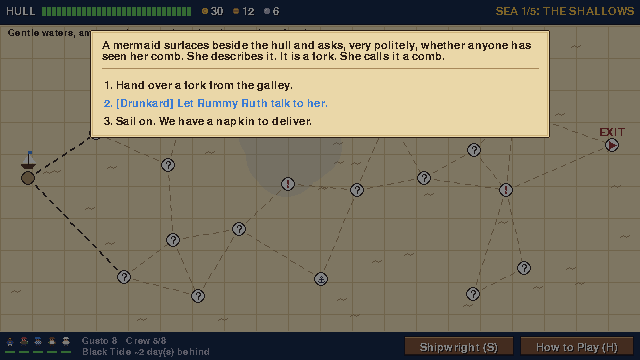 HULL 30 12 6 SEA 1/5: THE SHALLOWS
Gentle waters, an
A mermaid surfaces beside the hull and asks, very politely, whether anyone has
seen her comb. She describes it. It is a fork. She calls it a comb.
1. Hand over a fork from the galley.
2. [Drunkard] Let Rummy Ruth talk to her.
3. Sail on. We have a napkin to deliver.
EXIT
?
?
!
?
?
?
!
?
?
?
?
?
?
Gusto 8 Crew 5/8
Black Tide ~2 day(s) behind
Shipwright (S) How to Play (H)